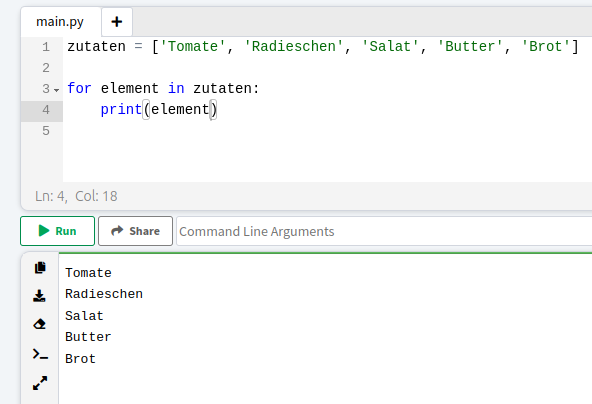 main.py +
1 zutaten = ['Tomate', 'Radieschen', 'Salat', 'Butter', 'Brot']
2
3 for element in zutaten:
4     print(element)
5
Ln: 4, Col: 18
Run Share Command Line Arguments
Tomate
Radieschen
Salat
Butter
Brot